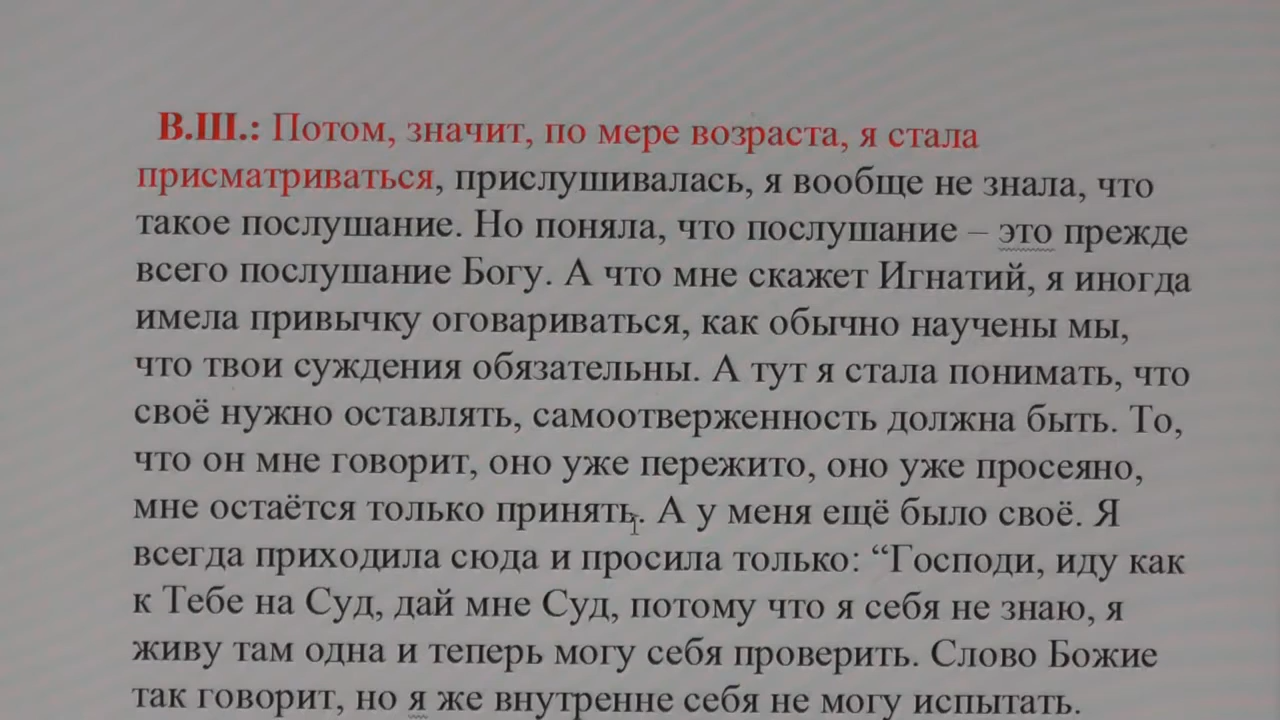 В.Ш.: Потом, значит, по мере возраста, я стала
присматриваться, прислушивалась, я вообще не знала, что
такое послушание. Но поняла, что послушание – это прежде
всего послушание Богу. А что мне скажет Игнатий, я иногда
имела привычку оговариваться, как обычно научены мы,
что твои суждения обязательны. А тут я стала понимать, что
своё нужно оставлять, самоотверженность должна быть. То,
что он мне говорит, оно уже пережито, оно уже просеяно,
мне остаётся только принять. А у меня ещё было своё. Я
всегда приходила сюда и просила только: “Господи, иду как
к Тебе на Суд, дай мне Суд, потому что я себя не знаю, я
живу там одна и теперь могу себя проверить. Слово Божие
так говорит, но я же внутренне себя не могу испытать.